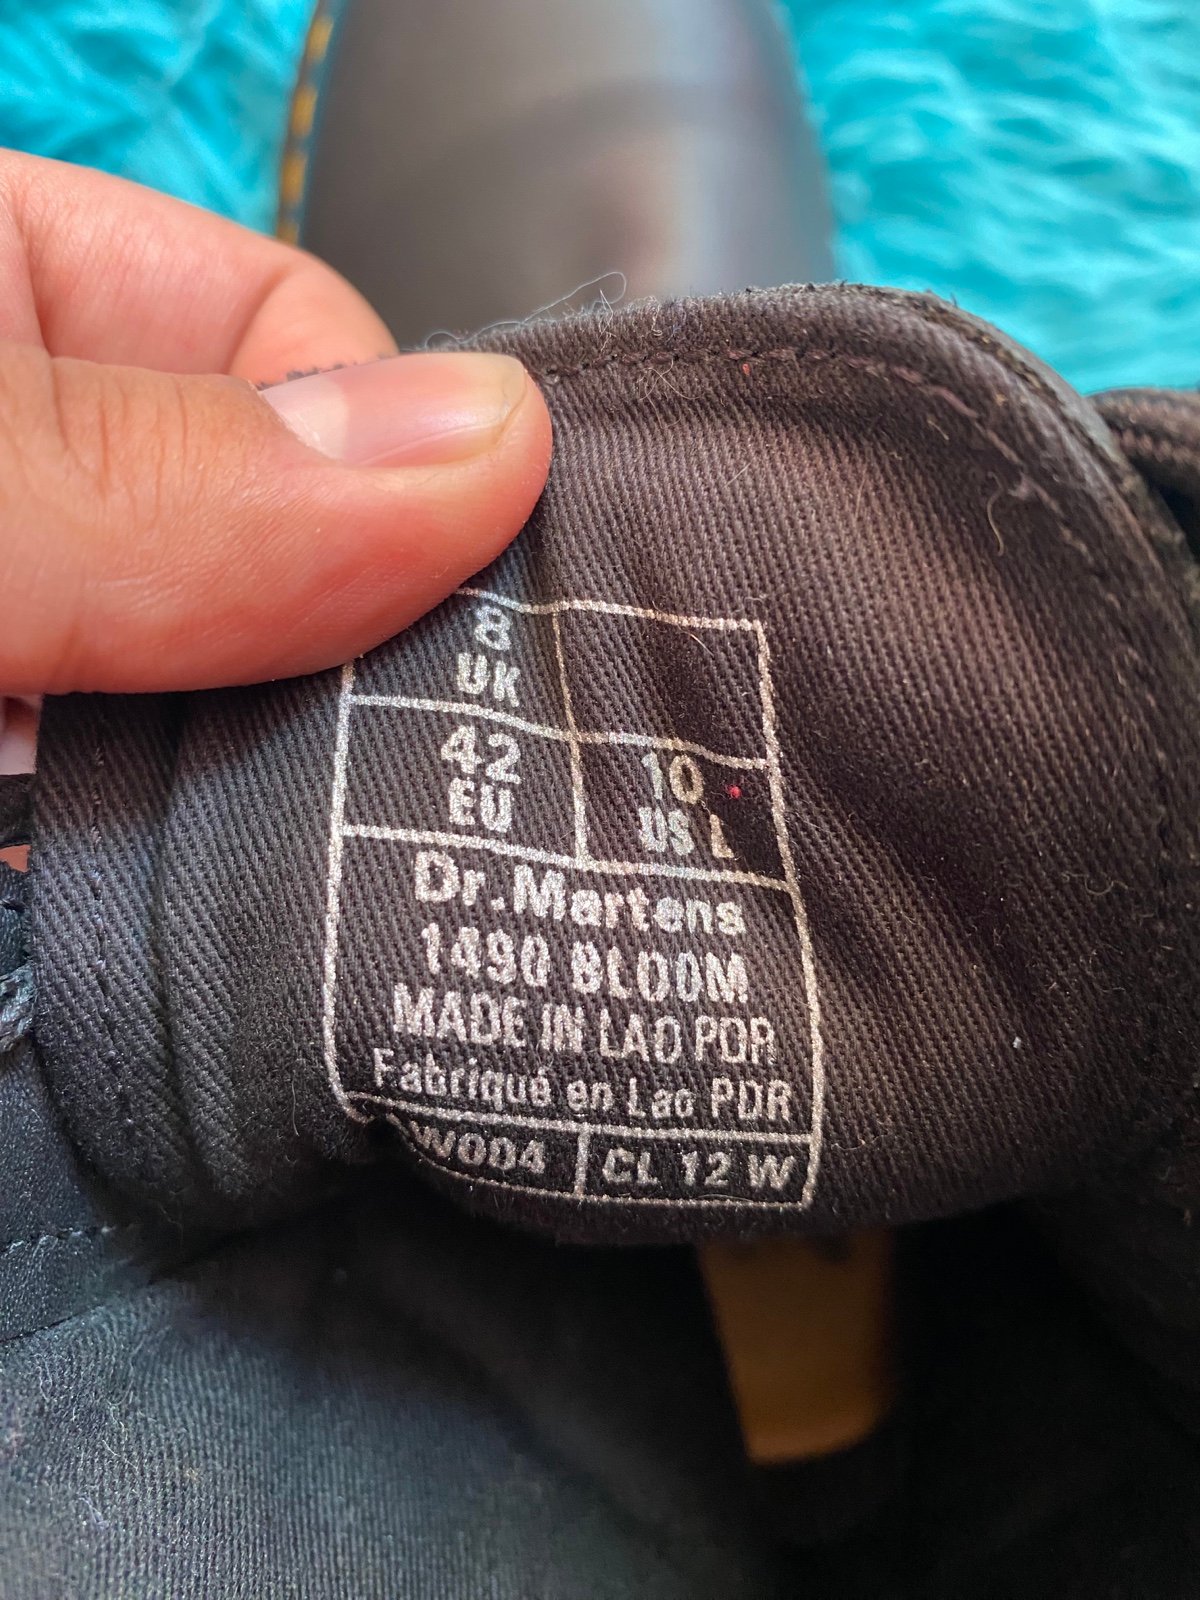 8
UK
42
EU
10
US L
Dr.Martens
1490 BLOOM
MADE IN LAO PDR
Fabriqué en Lao PDR
W004 CL 12 W